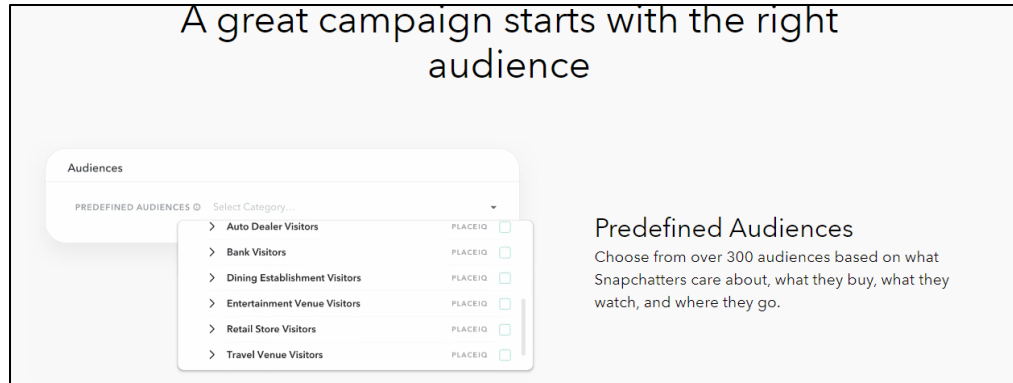 A great campaign starts with the right
audience
Audiences
PREDEFINED AUDIENCES Select Category...
Auto Dealer Visitors PLACEIQ
Bank Visitors PLACEIQ
Dining Establishment Visitors PLACEIQ
Entertainment Venue Visitors PLACEIQ
Retail Store Visitors PLACEIQ
Travel Venue Visitors PLACEIQ
Predefined Audiences
Choose from over 300 audiences based on what
Snapchatters care about, what they buy, what they
watch, and where they go.